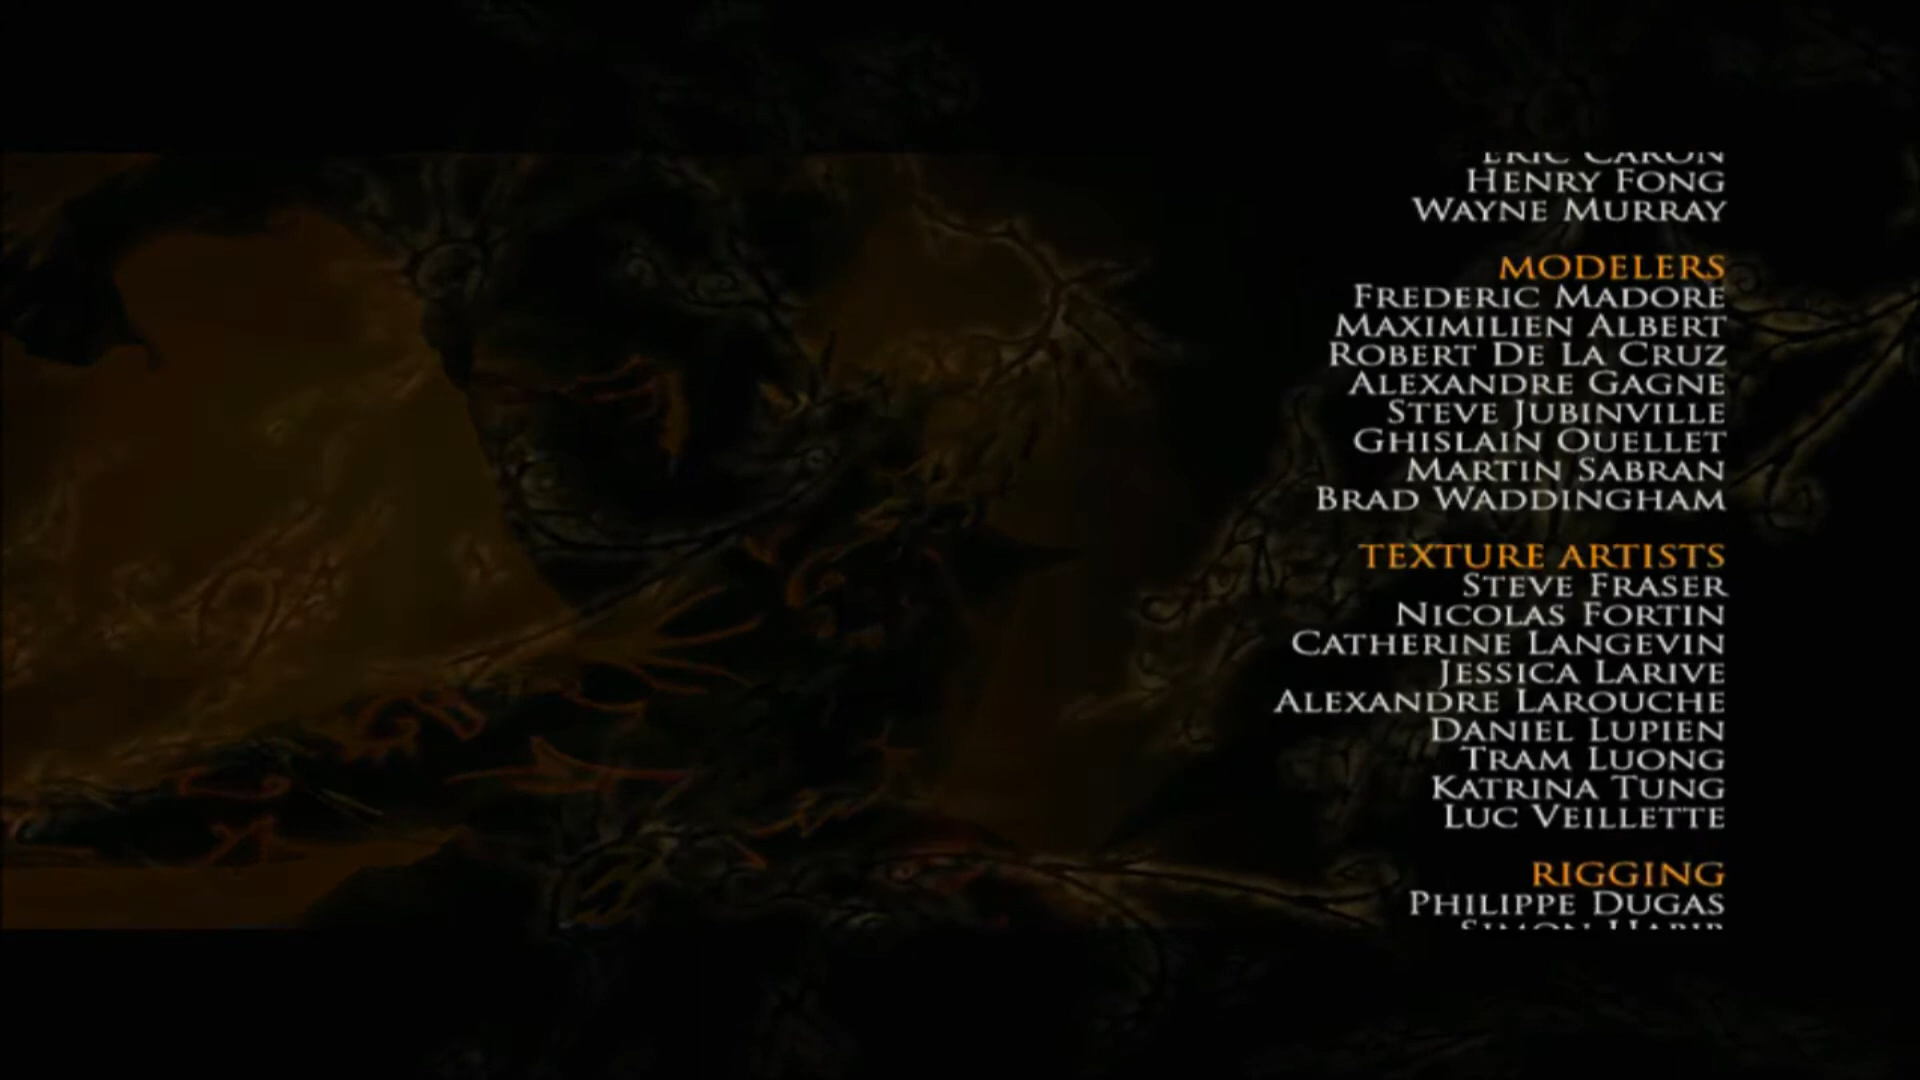 ERIC CARON
HENRY FONG
WAYNE MURRAY
MODELERS
FREDERIC MADORE
MAXIMILIEN ALBERT
ROBERT DE LA CRUZ
ALEXANDRE GAGNE
STEVE JUBINVILLE
GHISLAIN OUELLET
MARTIN SABRAN
BRAD WADDINGHAM
TEXTURE ARTISTS
STEVE FRASER
NICOLAS FORTIN
CATHERINE LANGEVIN
JESSICA LARIVE
ALEXANDRE LAROUCHE
DANIEL LUPIEN
TRAM LUONG
KATRINA TUNG
LUC VEILLETTE
RIGGING
PHILIPPE DUGAS